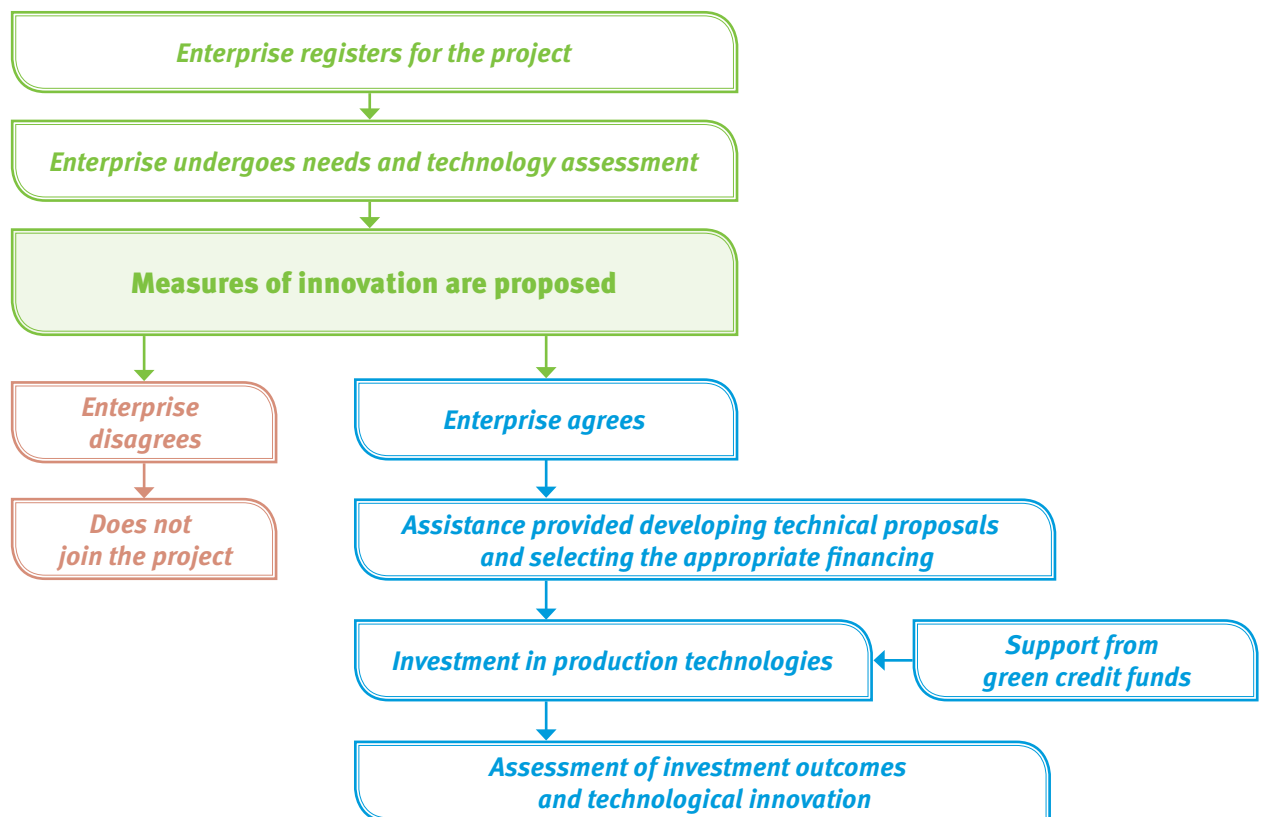 Enterprise registers for the project
Enterprise undergoes needs and technology assessment
Measures of innovation are proposed
Enterprise
disagrees
Enterprise agrees
Does not
join the project
Assistance provided developing technical proposals
and selecting the appropriate financing
Investment in production technologies
Support from
green credit funds
Assessment of investment outcomes
and technological innovation